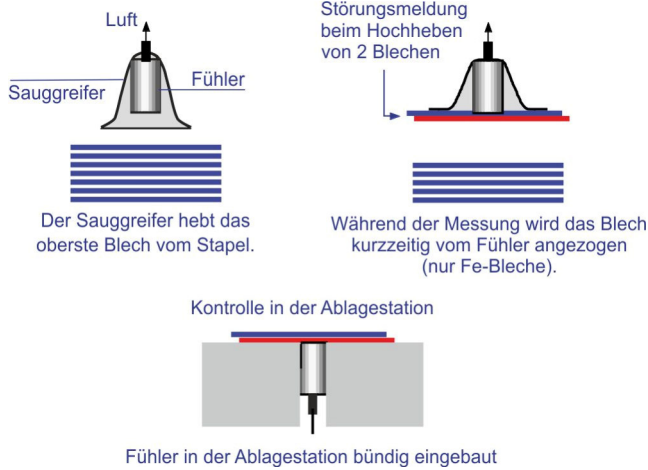 Luft
Sauggreifer
Fühler
Der Sauggreifer hebt das
oberste Blech vom Stapel.
Störungsmeldung
beim Hochheben
von 2 Blechen
Während der Messung wird das Blech
kurzzeitig vom Fühler angezogen
(nur Fe-Bleche).
Kontrolle in der Ablagestation
Fühler in der Ablagestation bündig eingebaut